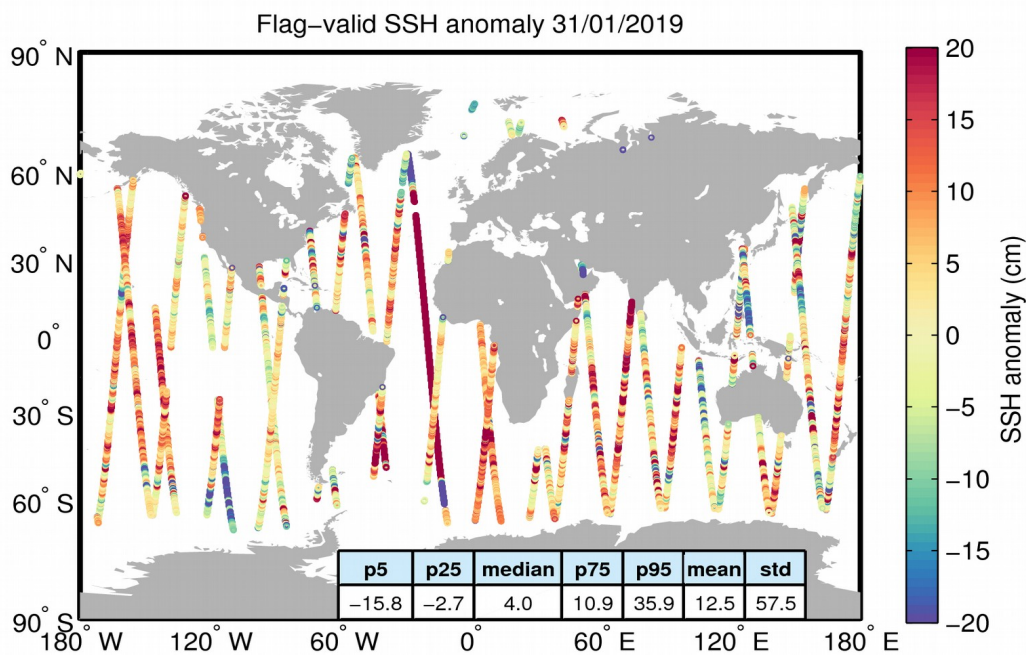 Flag−valid SSH anomaly 31/01/2019
90° N
60° N
30° N
0°
30° S
60° S
90° S
180° W
120° W
60° W
0°
60° E
120° E
180° E
p5 p25 median p75 p95 mean std
−15.8 −2.7 4.0 10.9 35.9 12.5 57.5
20
15
10
5
0
−5
−10
−15
−20
SSH anomaly (cm)